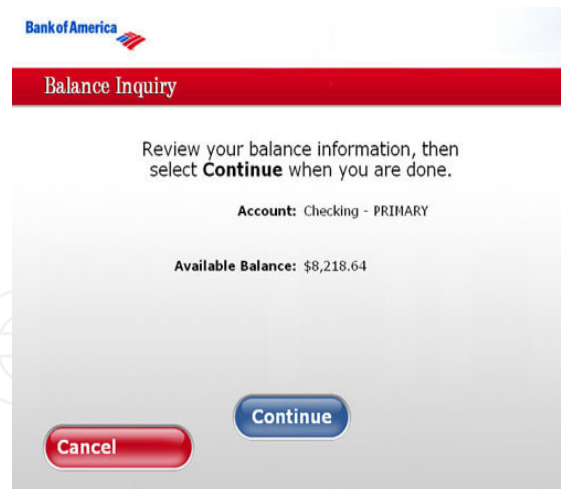 Bank of America
Balance Inquiry
Review your balance information, then
select Continue when you are done.
Account: Checking - PRIMARY
Available Balance: $8,218.64
Continue
Cancel